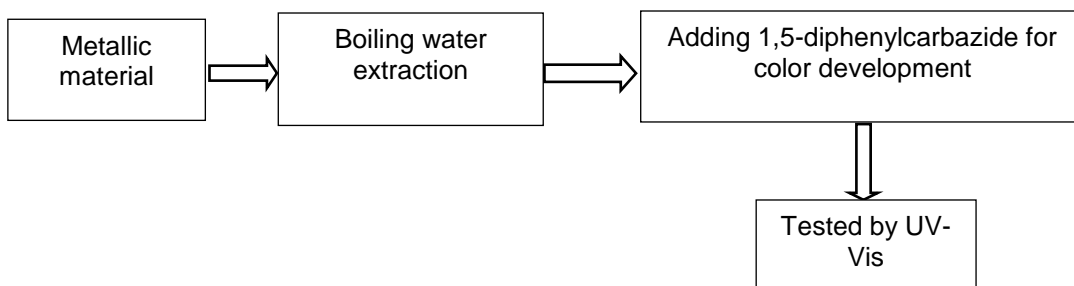 Metallic
material
Boiling water
extraction
Adding 1,5-diphenylcarbazide for
color development
Tested by UV-
Vis